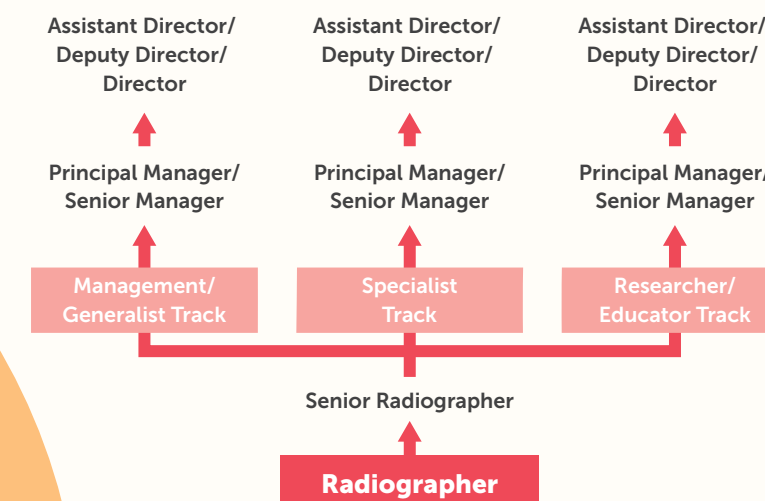 Assistant Director/
Deputy Director/
Director
Assistant Director/
Deputy Director/
Director
Assistant Director/
Deputy Director/
Director
Principal Manager/
Senior Manager
Principal Manager/
Senior Manager
Principal Manager/
Senior Manager
Management/
Generalist Track
Specialist
Track
Researcher/
Educator Track
Senior Radiographer
Radiographer